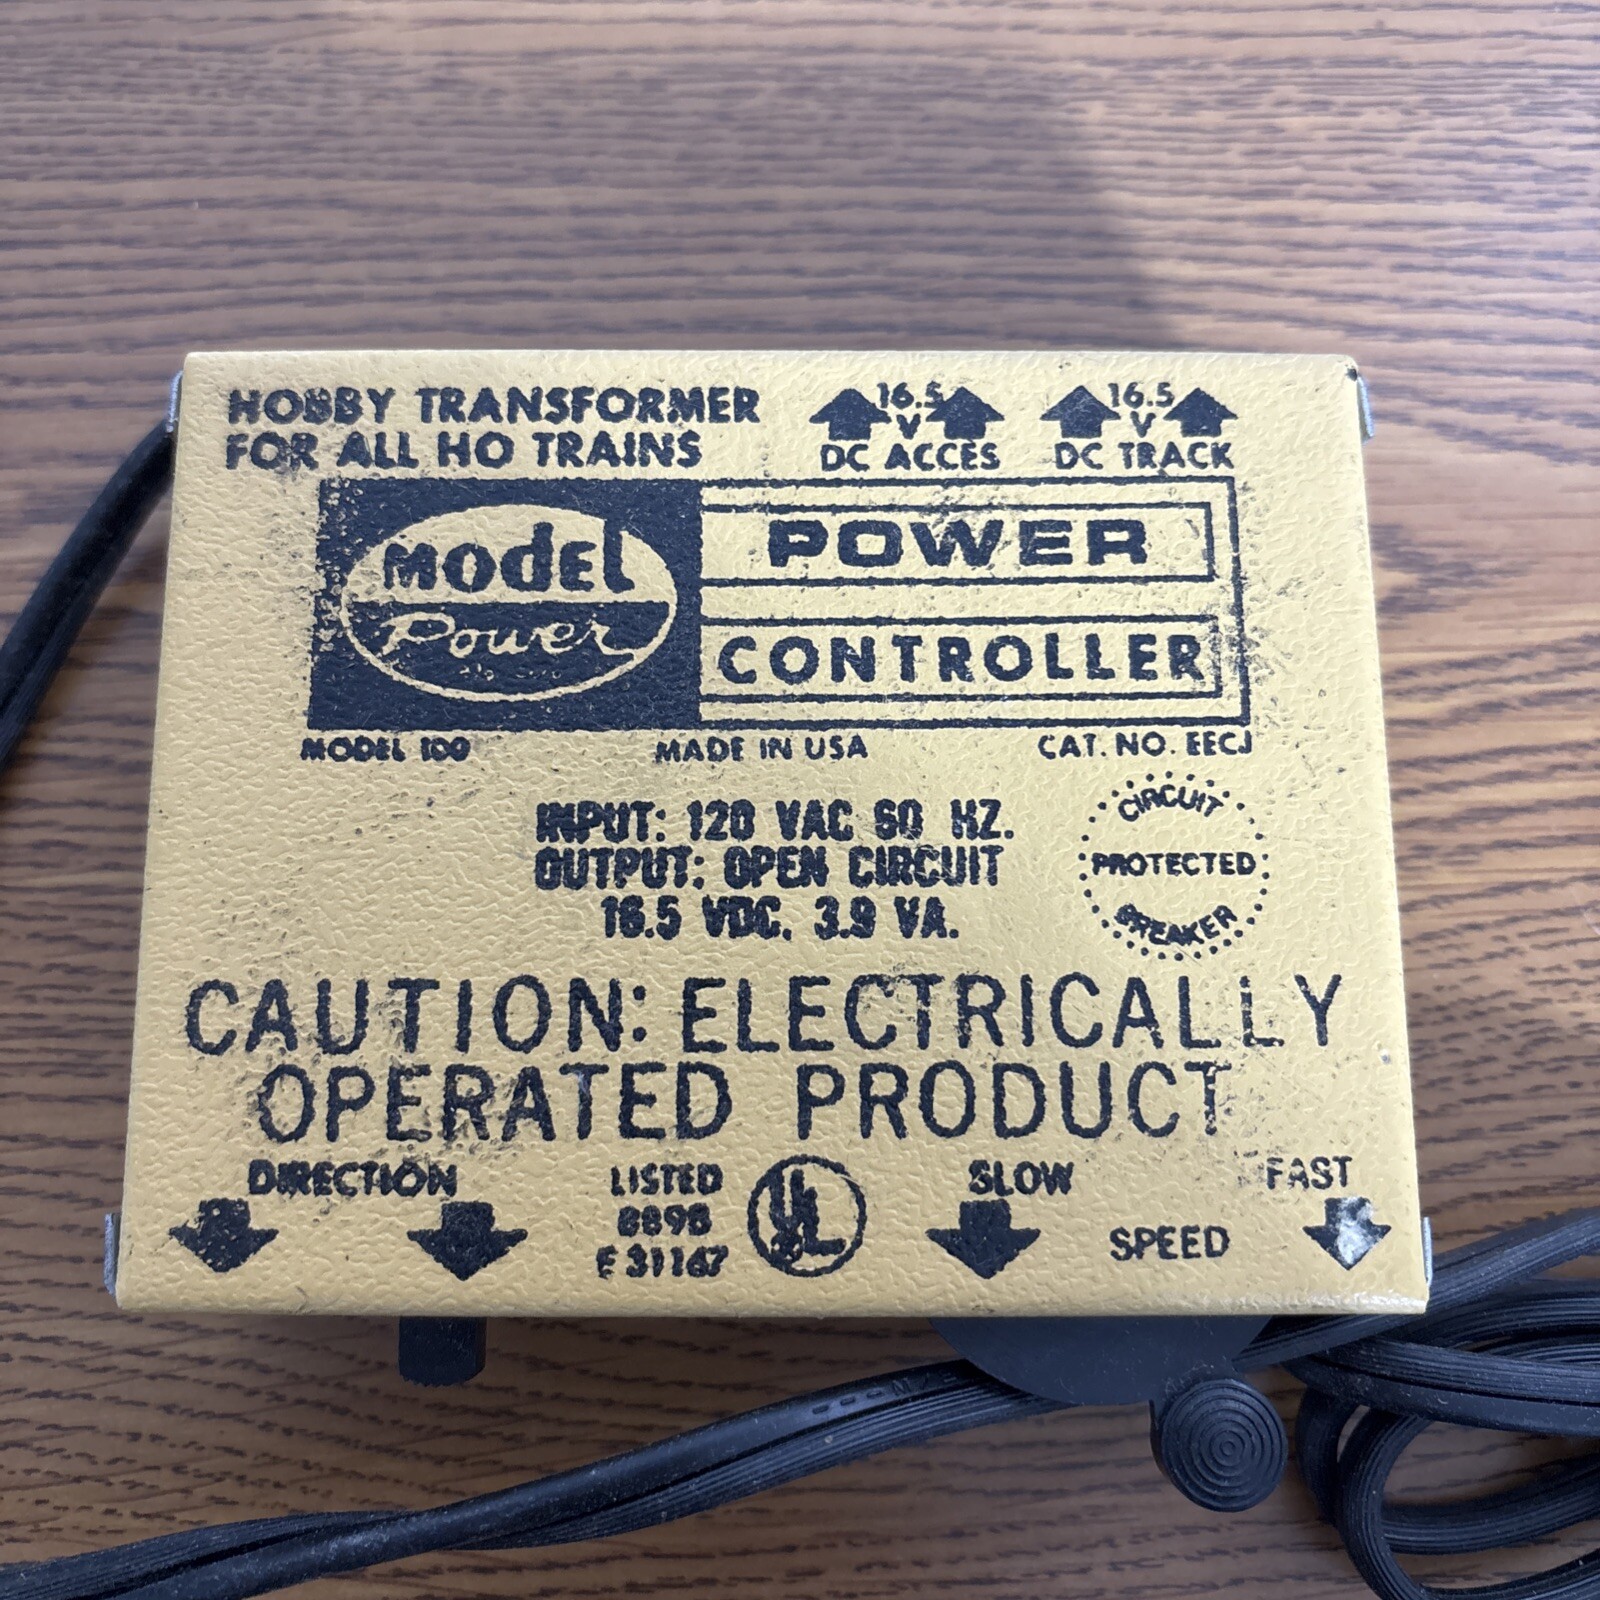 HOBBY TRANSFORMER
FOR ALL HO TRAINS
16.5
V
DC ACCES
16.5
V
DC TRACK
MODEL
Power
POWER
CONTROLLER
MODEL 100
MADE IN USA
CAT. NO. EECJ
INPUT: 120 VAC 60 HZ.
OUTPUT: OPEN CIRCUIT
16.5 VDC. 3.9 VA.
CIRCUIT
PROTECTED
BREAKER
CAUTION: ELECTRICALLY
OPERATED PRODUCT
DIRECTION
LISTED
E 31167
UL
SLOW
SPEED
FAST